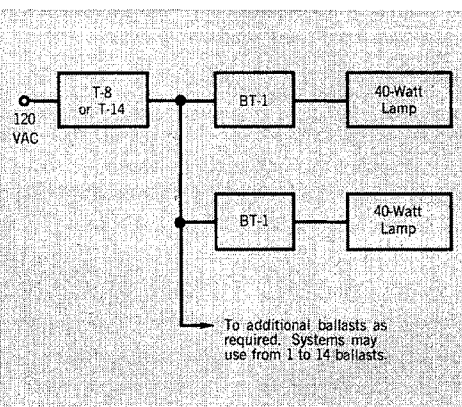 T-8
or T-14
120
VAC
BT-1
40-Watt
Lamp
BT-1
40-Watt
Lamp
To additional ballasts as
required. Systems may
use from 1 to 14 ballasts.